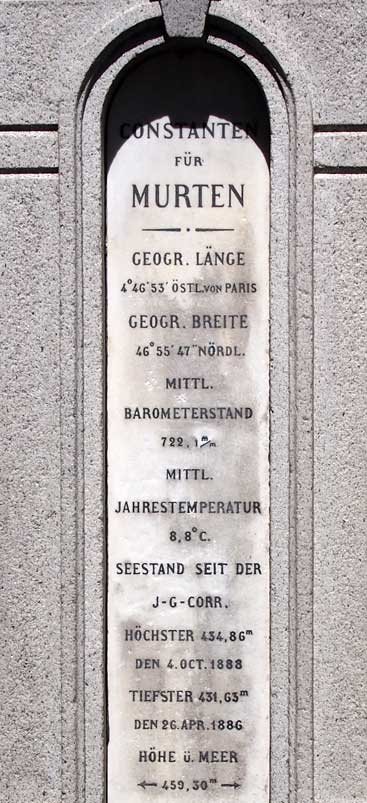 CONSTANTEN
FÜR
MURTEN
GEOGR. LÄNGE
4°46'53' ÖSTL. VON PARIS
GEOGR. BREITE
46°55'47" NÖRDL.
MITTL.
BAROMETERSTAND
722,1 m/m
MITTL.
JAHRESTEMPERATUR
8,8°C.
SEESTAND SEIT DER
J-G-CORR.
HÖCHSTER 434,86m
DEN 4.OCT.1888
TIEFSTER 431,63m
DEN 26.APR.1886
HÖHE ü. MEER
←459,30m→